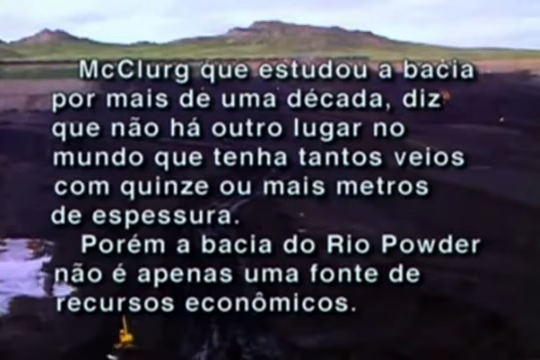 McClurg que estudou a bacia
por mais de uma década, diz
que não há outro lugar no
mundo que tenha tantos veios
com quinze ou mais metros
de espessura.
Porém a bacia do Rio Powder
não é apenas uma fonte de
recursos econômicos.